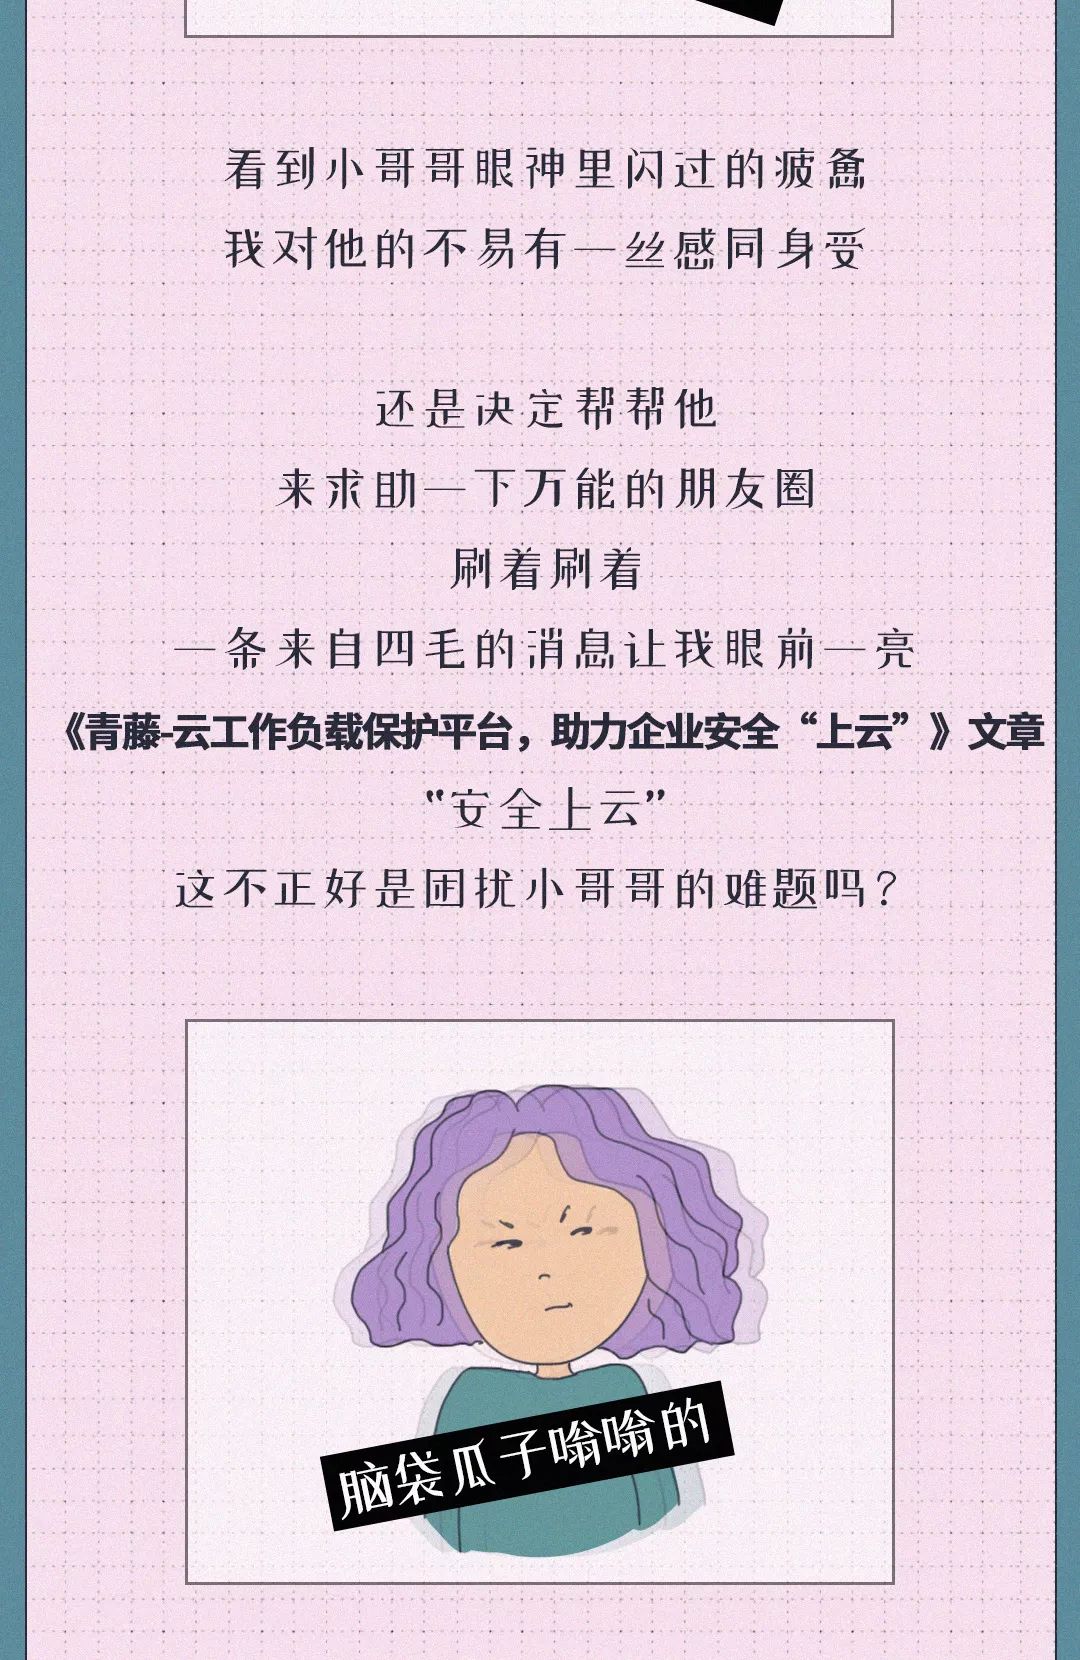 看到小哥哥眼神里闪过的疲惫
我对他的不易有一丝感同身受
还是决定帮帮他
来求助一下万能的朋友圈
刷着刷着
一条来自四毛的消息让我眼前一亮
《青藤-云工作负载保护平台，助力企业安全“上云”》文章
“安全上云”
这不正好是困扰小哥哥的难题吗？
脑袋瓜子嗡嗡的